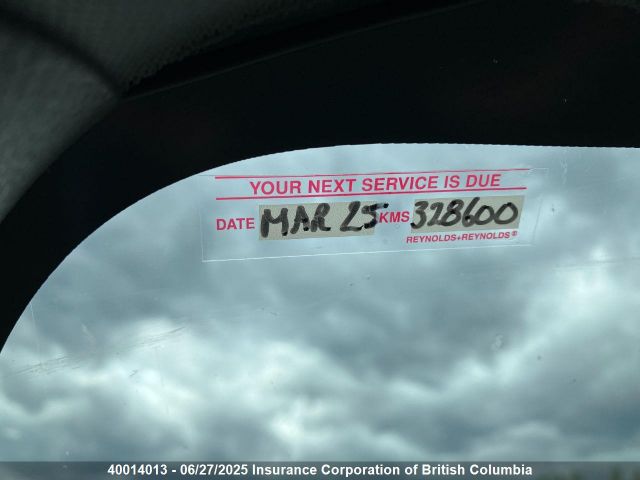 YOUR NEXT SERVICE IS DUE
DATE MAR 25 KMS 328600
REYNOLDS+REYNOLDS®
40014013 - 06/27/2025 Insurance Corporation of British Columbia